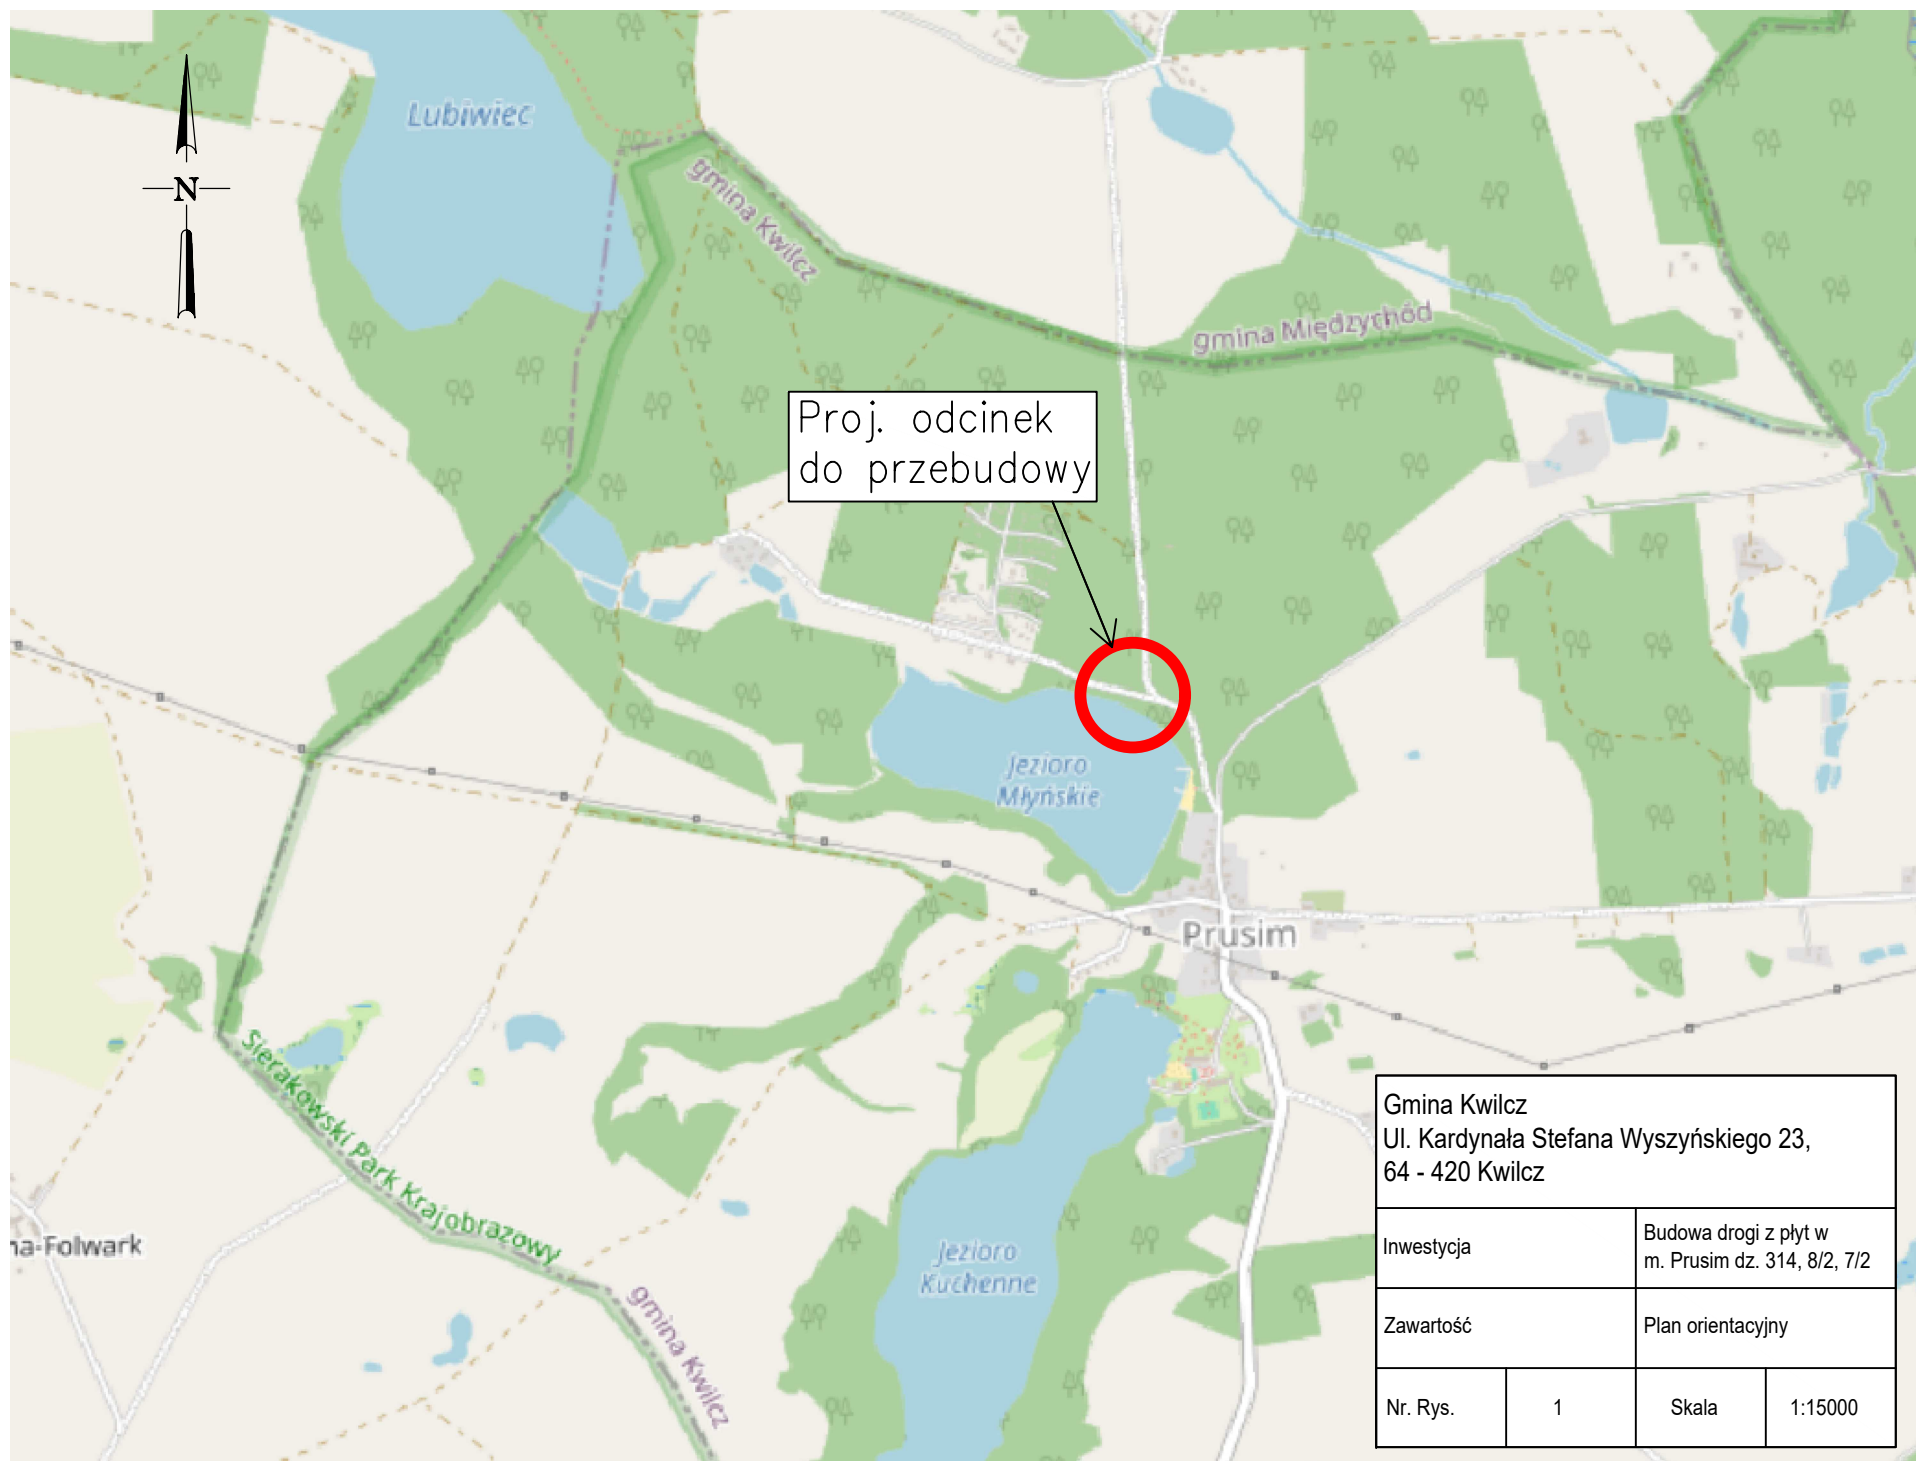 Lubiwiec
N
gmina Kwilcz
gmina Międzychód
Proj. odcinek
do przebudowy
Jezioro
Młyńskie
Prusim
Sierakowski Park Krajobrazowy
na-Folwark
Jezioro
Kuchenne
gmina Kwilcz
Gmina Kwilcz
Ul. Kardynała Stefana Wyszyńskiego 23,
64 - 420 Kwilcz
Inwestycja
Budowa drogi z płyt w
m. Prusim dz. 314, 8/2, 7/2
Zawartość
Plan orientacyjny
Nr. Rys. 1 Skala 1:15000